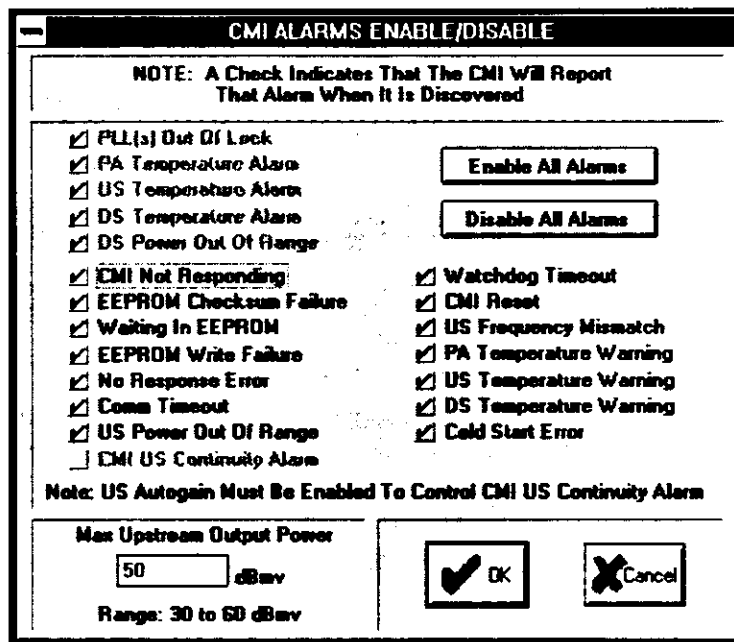 CMI ALARMS ENABLE/DISABLE
NOTE: A Check Indicates That The CMI Will Report
That Alarm When It Is Discovered
PLL(s) Out Of Lock
PA Temperature Alarm
US Temperature Alarm
DS Temperature Alarm
DS Power Out Of Range
Enable All Alarms
Disable All Alarms
CMI Not Responding
EEPROM Checksum Failure
Waiting In EEPROM
EEPROM Write Failure
No Response Error
Comm Timeout
US Power Out Of Range
CMI US Continuity Alarm
Watchdog Timeout
CMI Reset
US Frequency Mismatch
PA Temperature Warning
US Temperature Warning
DS Temperature Warning
Cold Start Error
Note: US Autogain Must Be Enabled To Control CMI US Continuity Alarm
Max Upstream Output Power
50 dBmv
Range: 30 to 60 dBmv
OK
Cancel